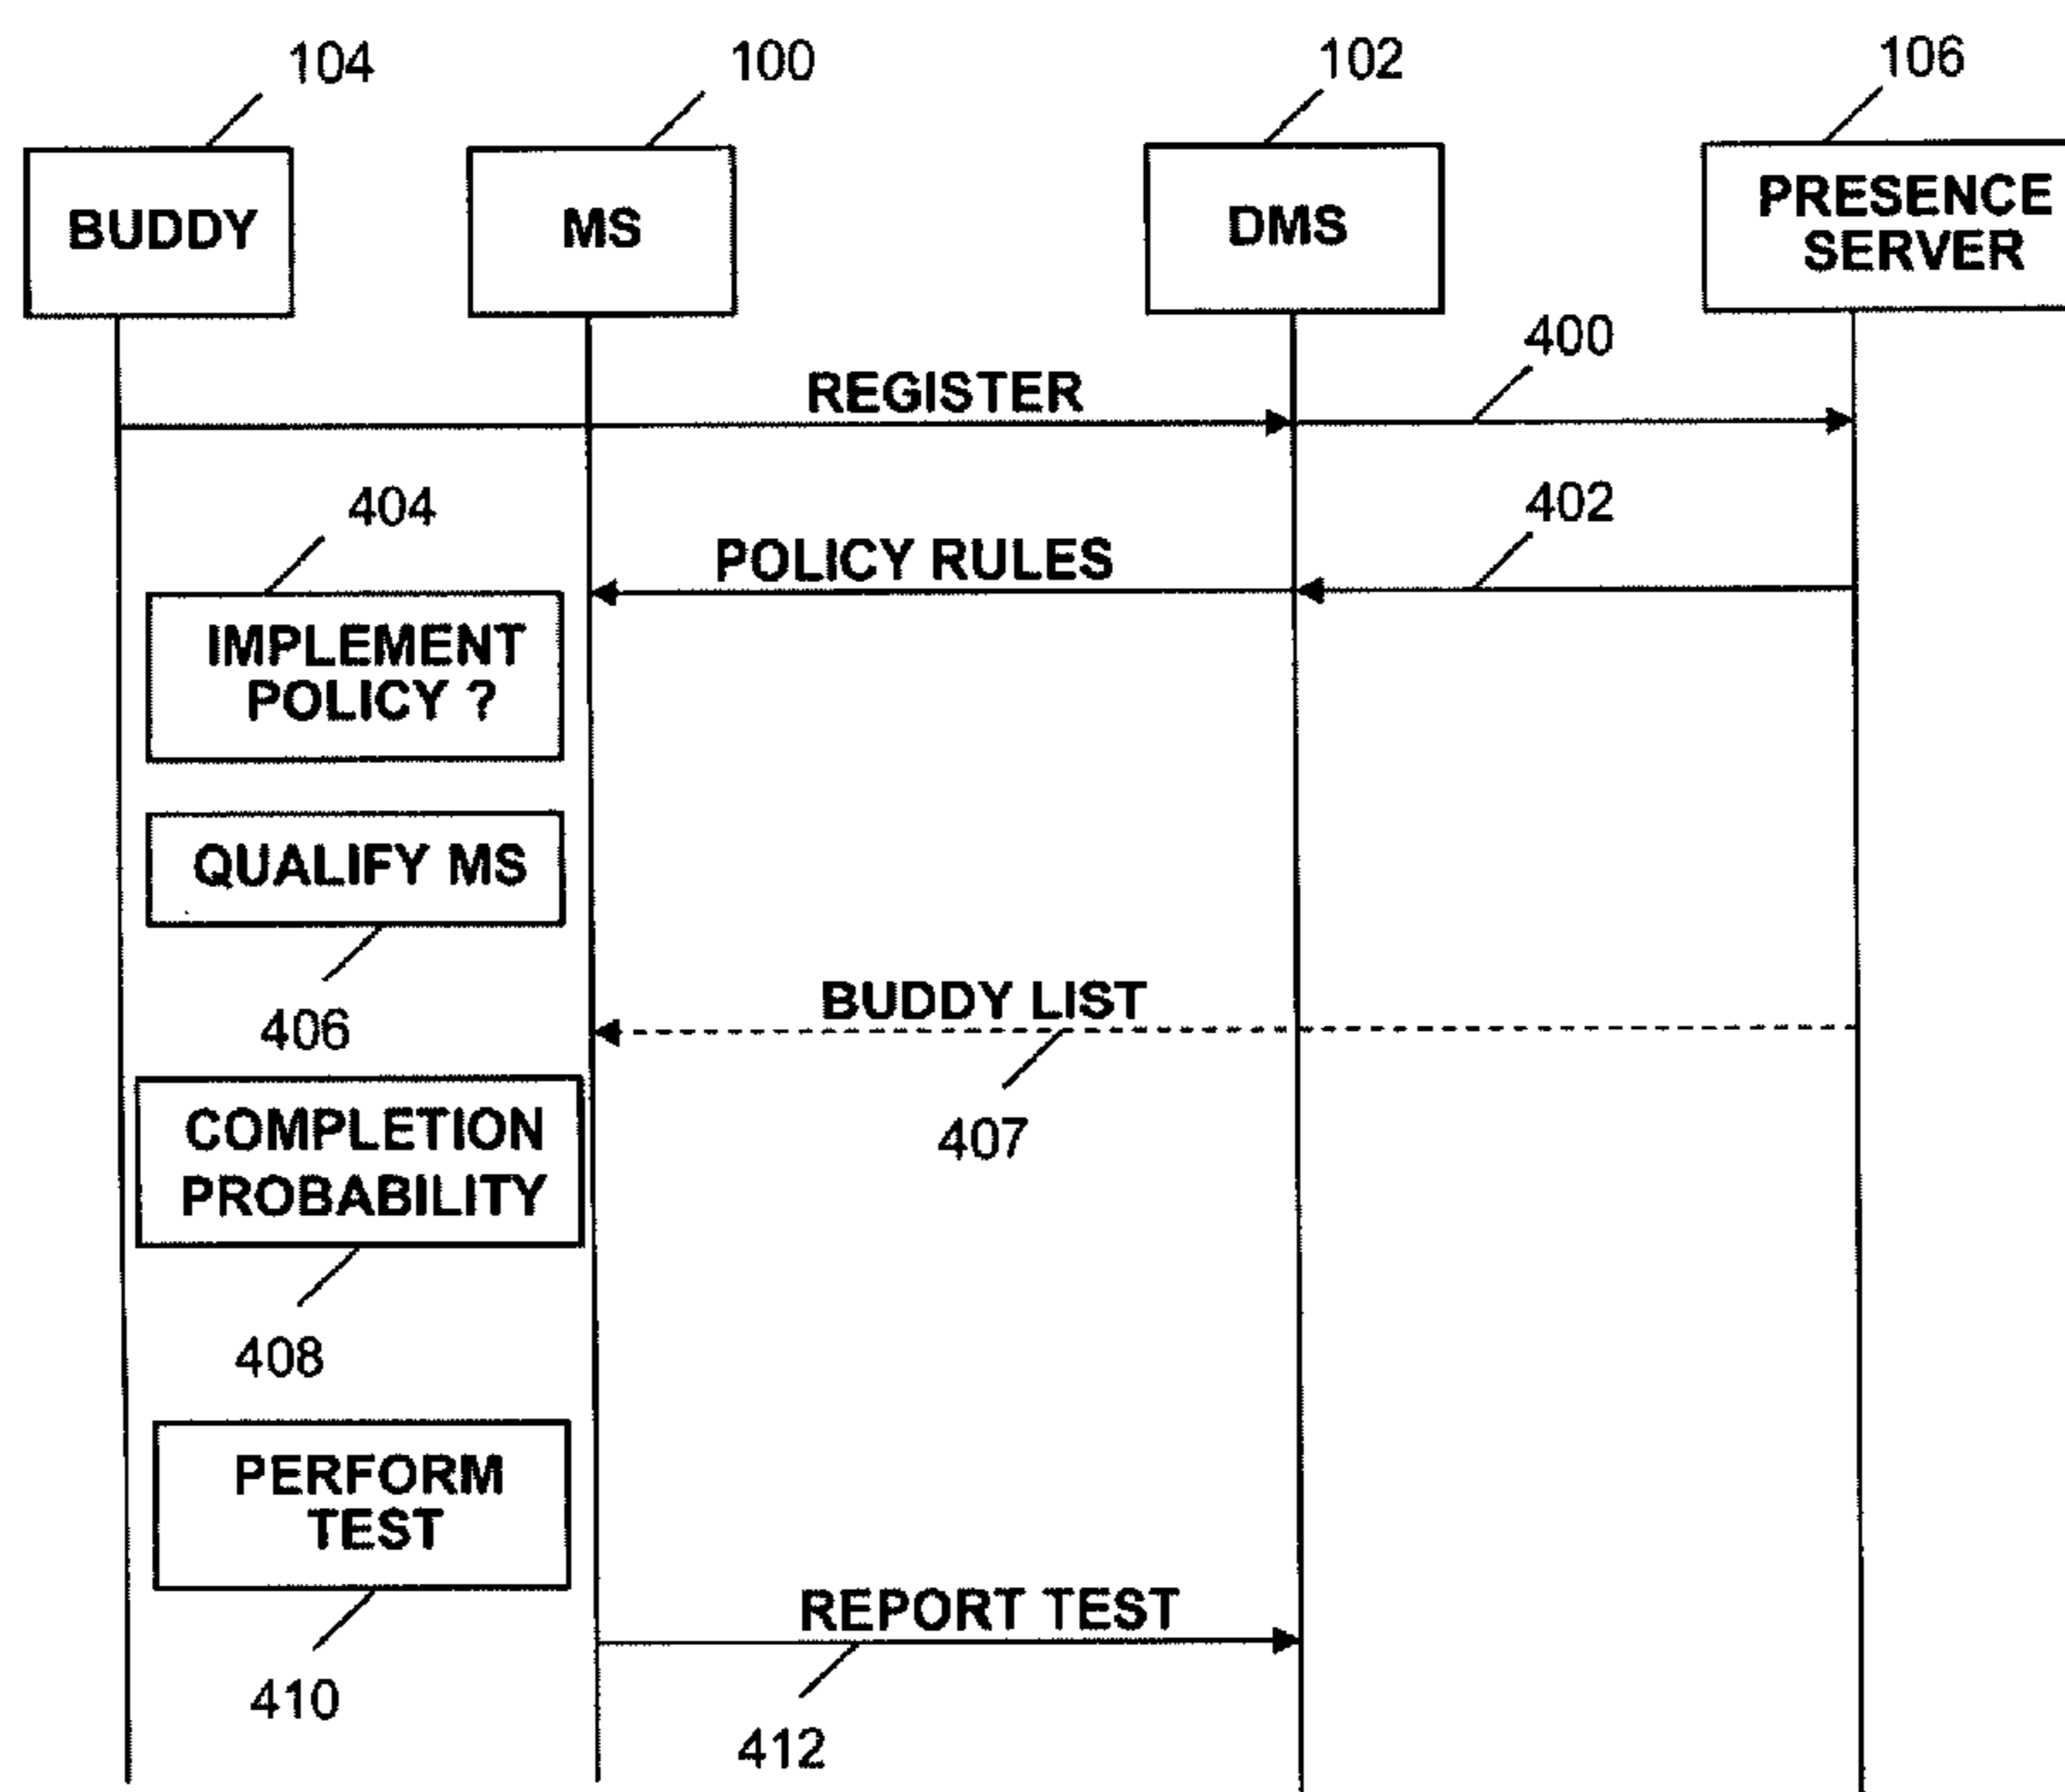 104
100
102
106
BUDDY
MS
DMS
PRESENCE
SERVER
400
REGISTER
404
402
POLICY RULES
IMPLEMENT
POLICY ?
QUALIFY MS
406
BUDDY LIST
407
COMPLETION
PROBABILITY
408
PERFORM
TEST
410
REPORT TEST
412